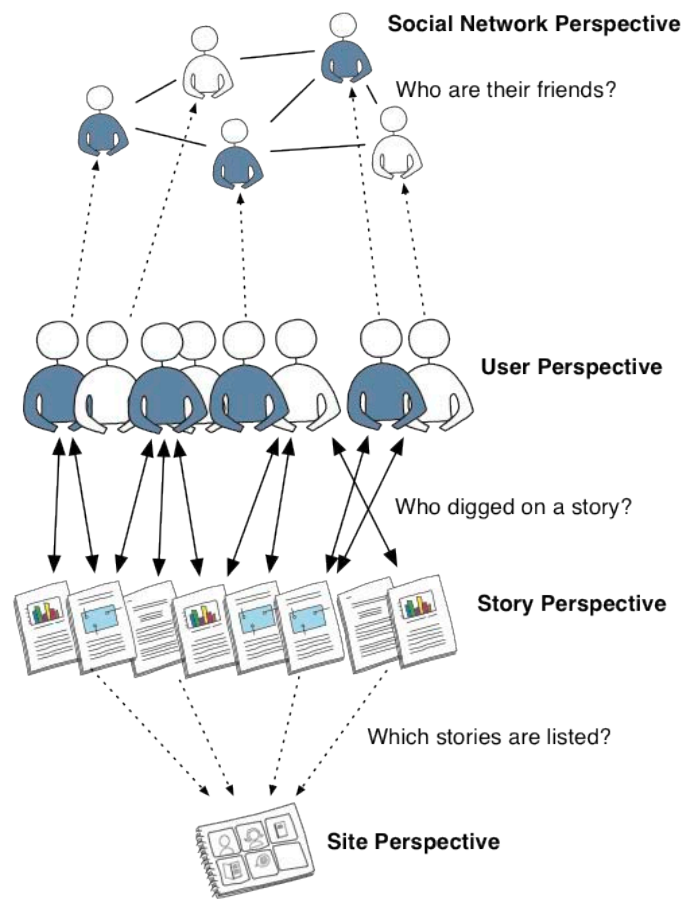 Social Network Perspective
Who are their friends?
User Perspective
Who digged on a story?
Story Perspective
Which stories are listed?
Site Perspective